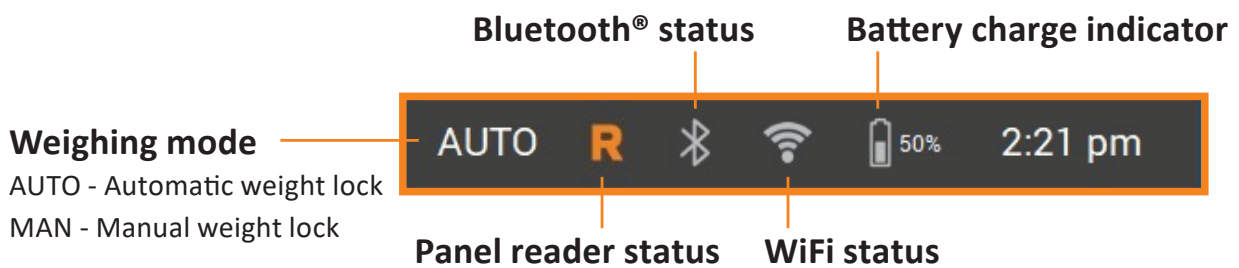 Bluetooth® status
Battery charge indicator
Weighing mode
AUTO - Automatic weight lock
MAN - Manual weight lock
AUTO R 50% 2:21 pm
Panel reader status
WiFi status